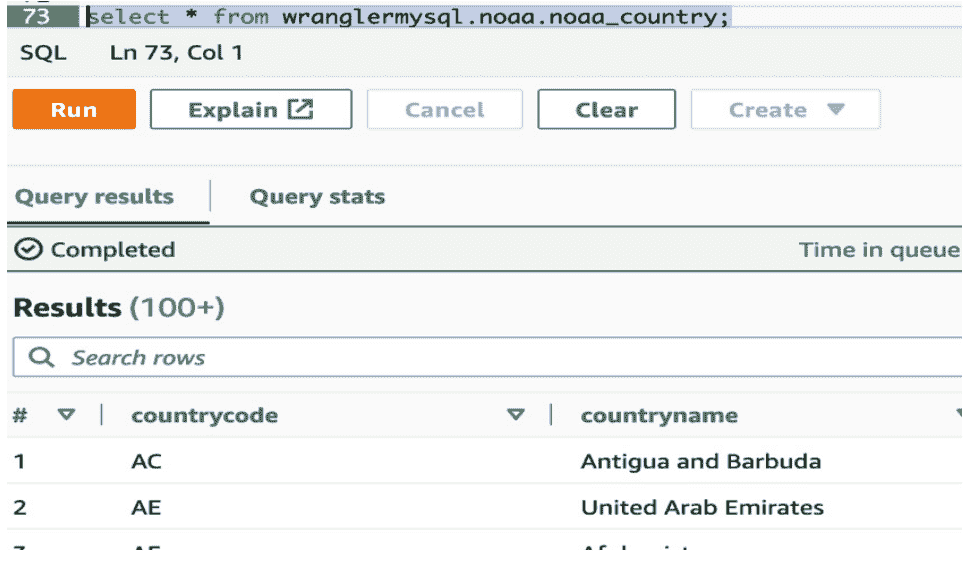 73 select * from wranglermysql.noaa.noaa_country;
SQL Ln 73, Col 1
Run Explain Cancel Clear Create
Query results Query stats
Completed Time in queue
Results (100+)
Search rows
# countrycode countryname
1 AC Antigua and Barbuda
2 AE United Arab Emirates